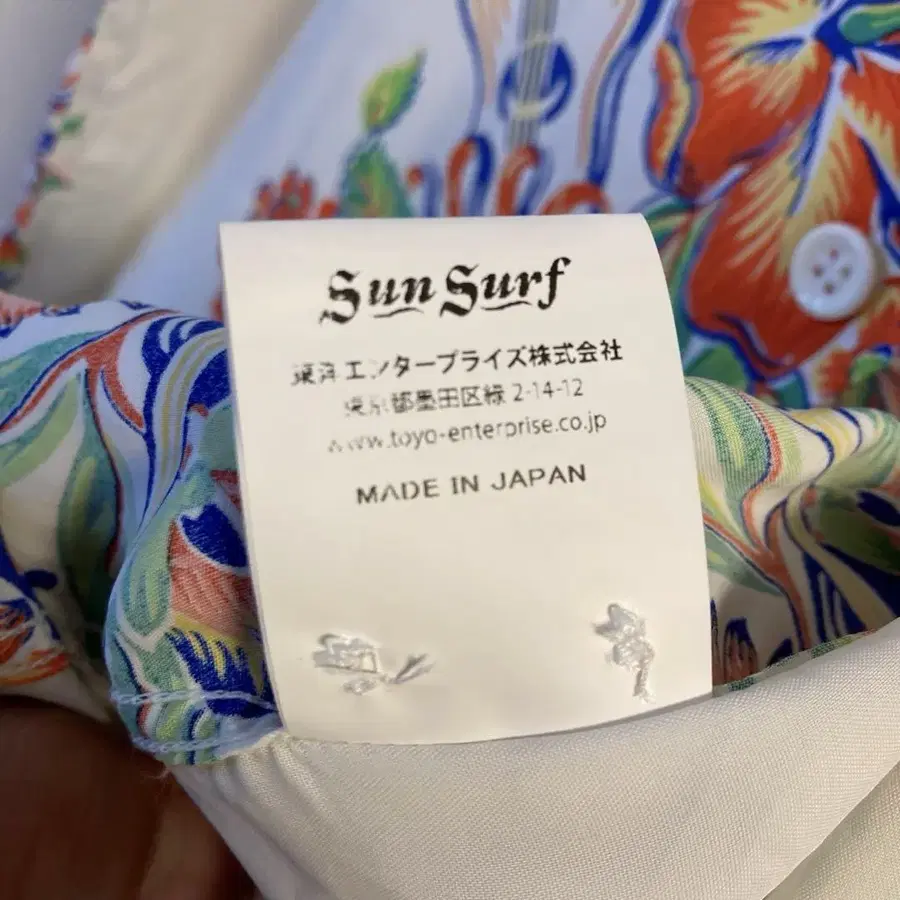 Sun Surf
東洋エンタープライズ株式会社
東京都墨田区緑 2-14-12
www.toyo-enterprise.co.jp
MADE IN JAPAN